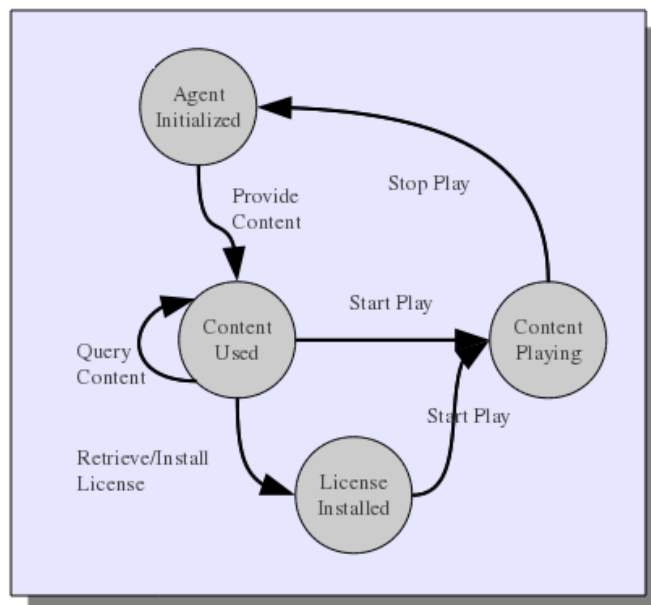 Agent
Initialized
Stop Play
Provide
Content
Start Play
Content
Used
Content
Playing
Query
Content
Start Play
Retrieve/Install
License
License
Installed